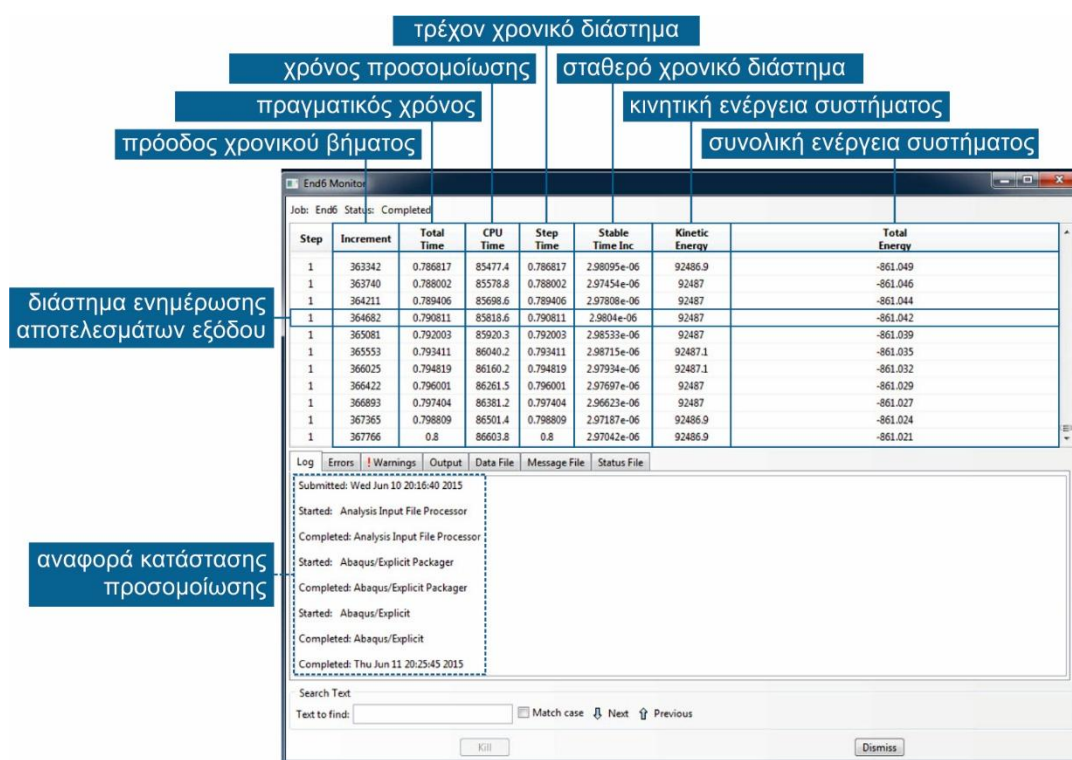 τρέχον χρονικό διάστημα
χρόνος προσομοίωσης
σταθερό χρονικό διάστημα
πραγματικός χρόνος
κινητική ενέργεια συστήματος
πρόοδος χρονικού βήματος
συνολική ενέργεια συστήματος
End6 Monitor
Job: End6 Status: Completed
Step Increment Total Time CPU Time Step Time Stable Time Inc Kinetic Energy Total Energy
1 363342 0.786817 85477.4 0.786817 2.98095e-06 92486.9 -861.049
1 363740 0.788002 85578.8 0.788002 2.97454e-06 92487 -861.046
1 364211 0.789406 85698.6 0.789406 2.97808e-06 92487 -861.044
1 364682 0.790811 85818.6 0.790811 2.9804e-06 92487 -861.042
1 365081 0.792003 85920.3 0.792003 2.98533e-06 92487 -861.039
1 365553 0.793411 86040.2 0.793411 2.98715e-06 92487.1 -861.035
1 366025 0.794819 86160.2 0.794819 2.97934e-06 92487.1 -861.032
1 366422 0.796001 86261.5 0.796001 2.97697e-06 92487 -861.029
1 366893 0.797404 86381.2 0.797404 2.96623e-06 92487 -861.027
1 367365 0.798809 86501.4 0.798809 2.97187e-06 92486.9 -861.024
1 367766 0.8 86603.8 0.8 2.97042e-06 92486.9 -861.021
διάστημα ενημέρωσης
αποτελεσμάτων εξόδου
Log Errors ! Warnings Output Data File Message File Status File
Submitted: Wed Jun 10 20:16:40 2015
Started: Analysis Input File Processor
Completed: Analysis Input File Processor
Started: Abaqus/Explicit Packager
Completed: Abaqus/Explicit Packager
Started: Abaqus/Explicit
Completed: Abaqus/Explicit
Completed: Thu Jun 11 20:25:45 2015
αναφορά κατάστασης
προσομοίωσης
Search Text
Text to find: Match case Next Previous
Kill Dismiss